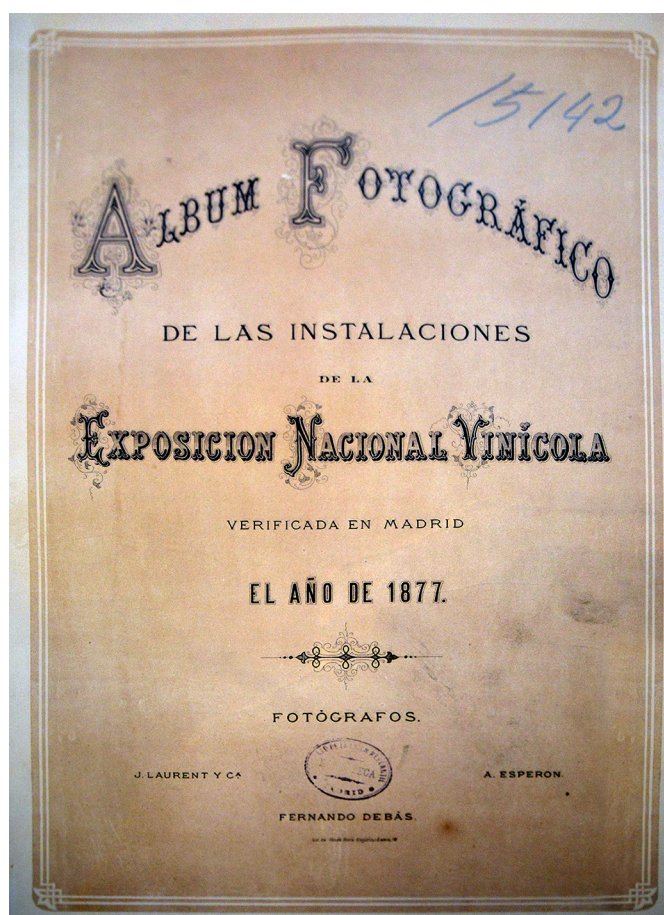 15142
ALBUM FOTOGRÁFICO
DE LAS INSTALACIONES
DE LA
EXPOSICION NACIONAL VINÍCOLA
VERIFICADA EN MADRID
EL AÑO DE 1877.
FOTÓGRAFOS.
J. LAURENT Y Cª
A. ESPERON.
FERNANDO DEBÁS.